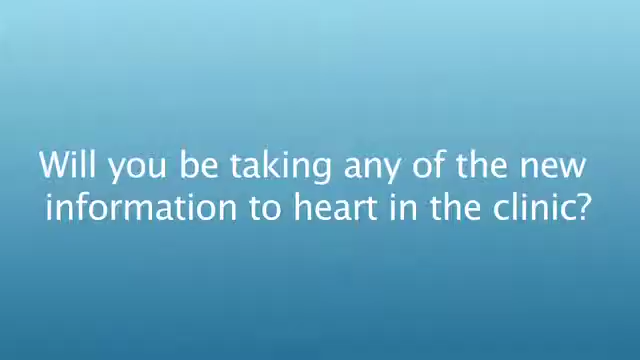 Will you be taking any of the new
information to heart in the clinic?